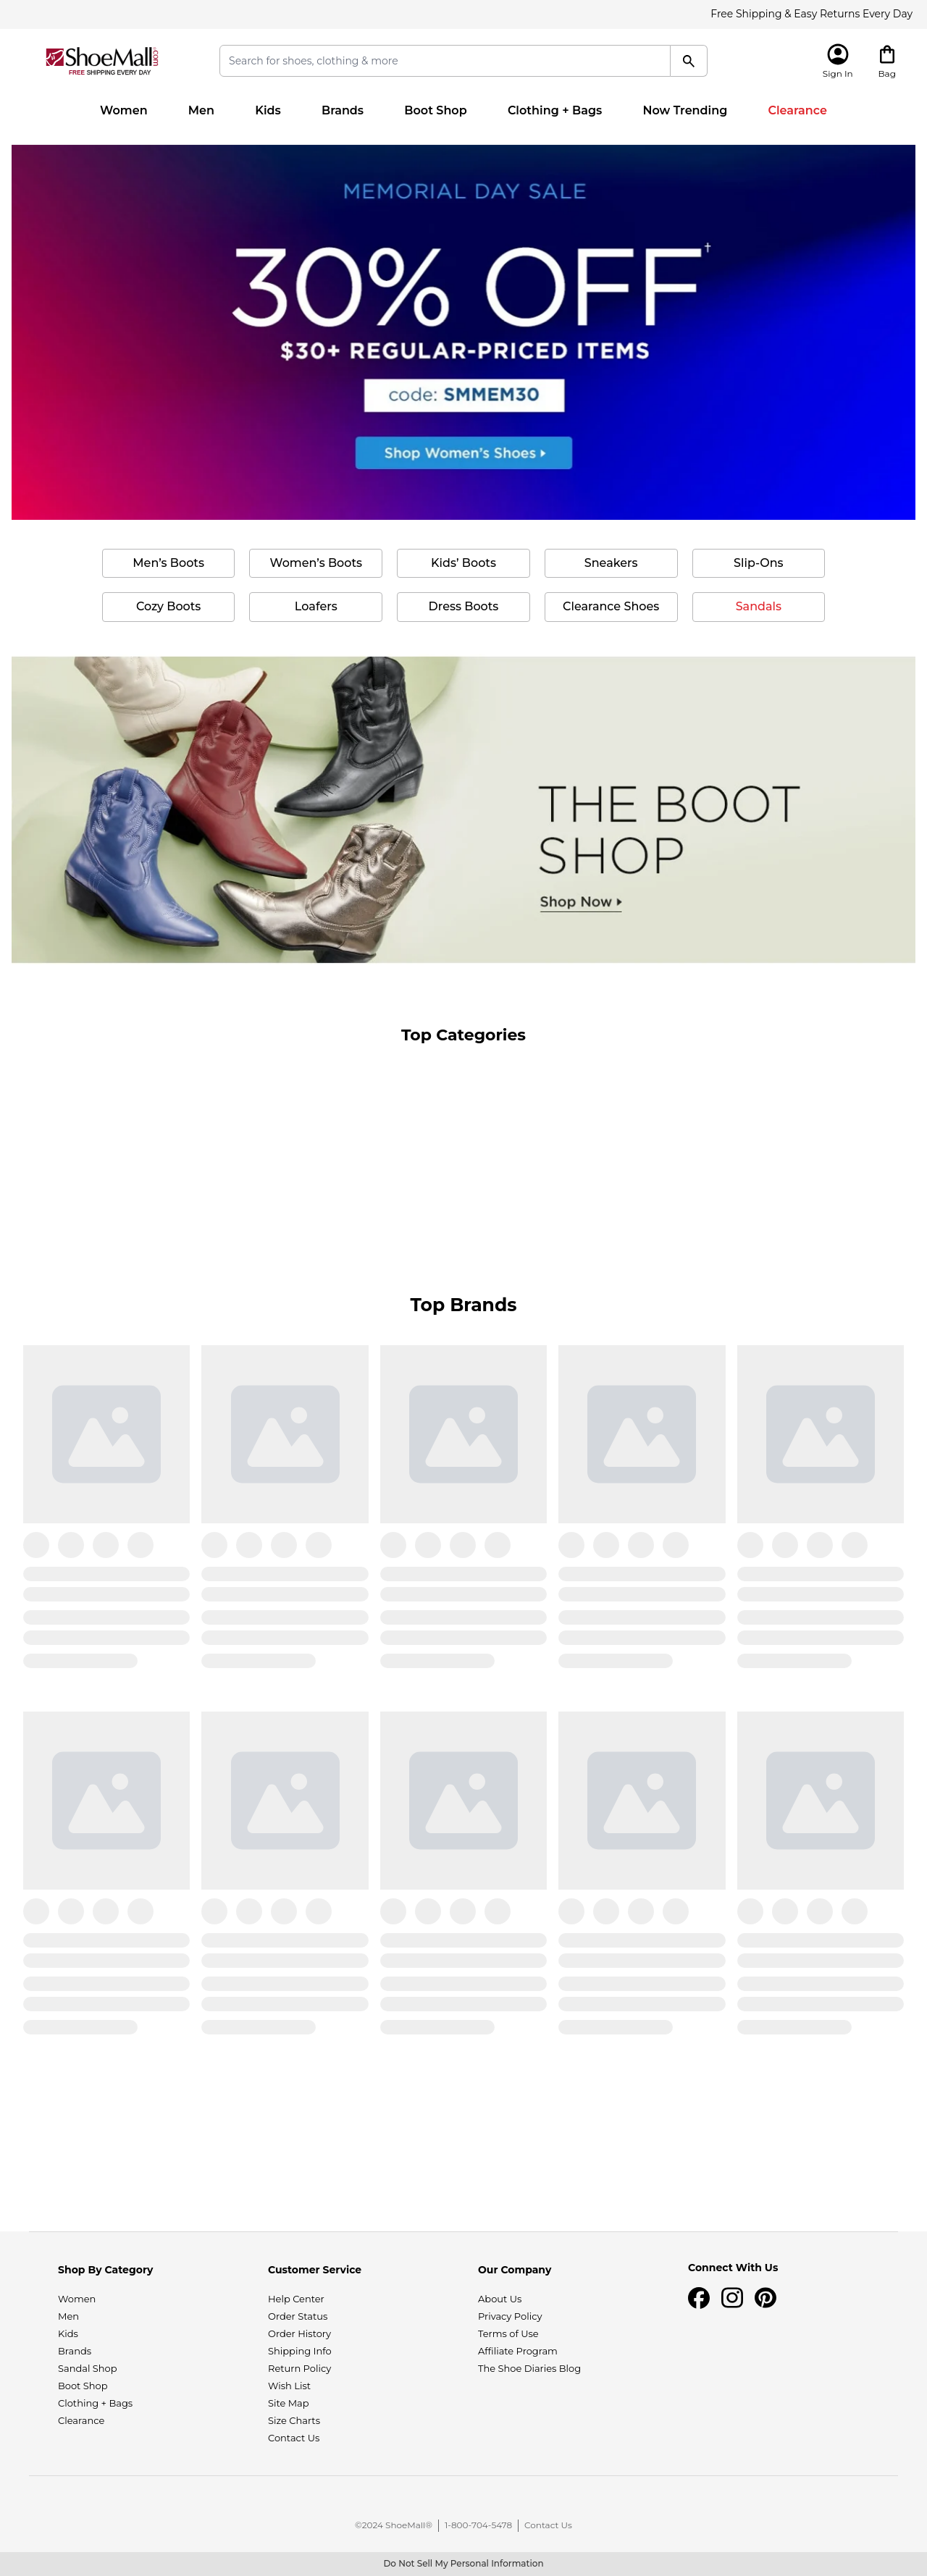 Free Shipping & Easy Returns Every Day
ShoeMall.com
FREE SHIPPING EVERY DAY
Search for shoes, clothing & more
Sign In
Bag
Women
Men
Kids
Brands
Boot Shop
Clothing + Bags
Now Trending
Clearance
MEMORIAL DAY SALE
30% OFF†
$30+ REGULAR-PRICED ITEMS
code: SMMEM30
Shop Women's Shoes
Men's Boots
Women's Boots
Kids' Boots
Sneakers
Slip-Ons
Cozy Boots
Loafers
Dress Boots
Clearance Shoes
Sandals
THE BOOT
SHOP
Shop Now
Top Categories
Top Brands
Shop By Category
Women
Men
Kids
Brands
Sandal Shop
Boot Shop
Clothing + Bags
Clearance
Customer Service
Help Center
Order Status
Order History
Shipping Info
Return Policy
Wish List
Site Map
Size Charts
Contact Us
Our Company
About Us
Privacy Policy
Terms of Use
Affiliate Program
The Shoe Diaries Blog
Connect With Us
©2024 ShoeMall®
1-800-704-5478
Contact Us
Do Not Sell My Personal Information